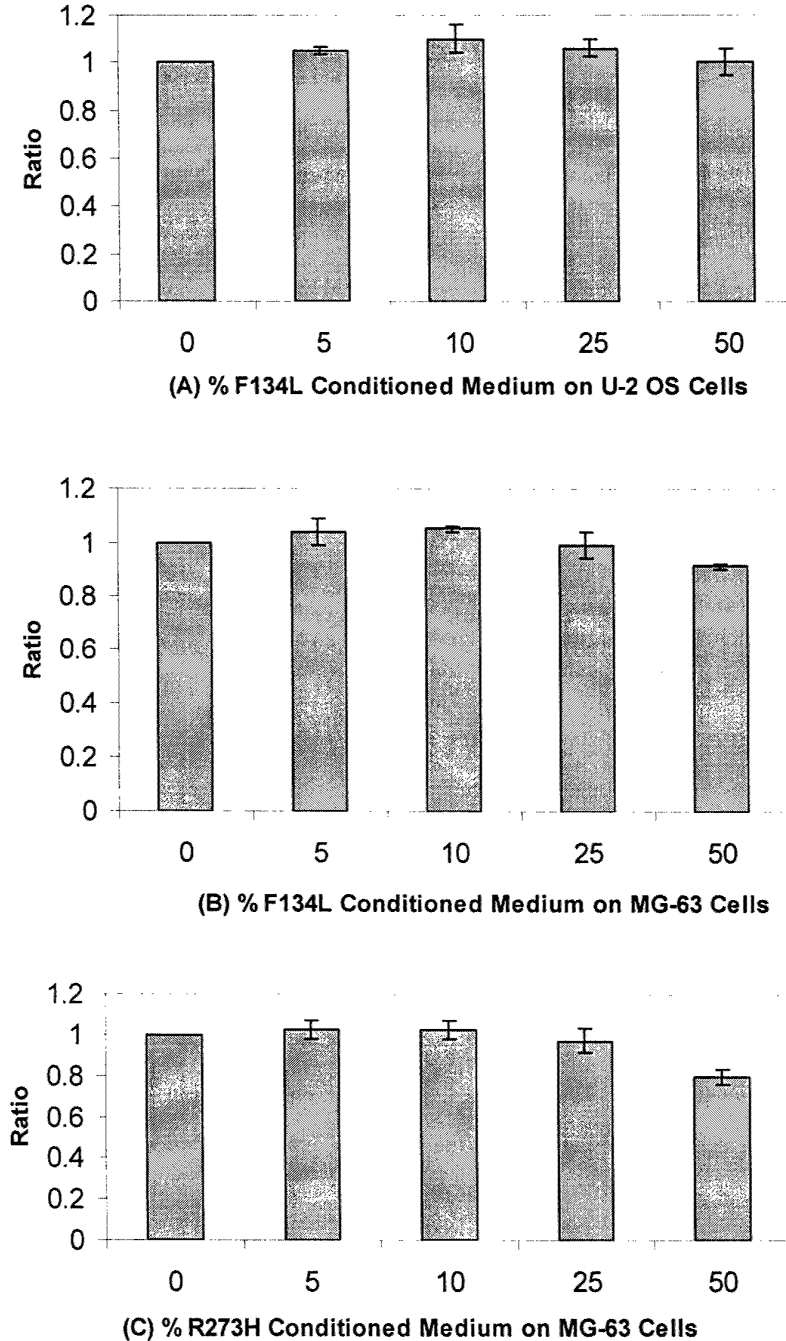 1.2
1
0.8
0.6
0.4
0.2
0
Ratio
0 5 10 25 50
(A) % F134L Conditioned Medium on U-2 OS Cells
1.2
1
0.8
0.6
0.4
0.2
0
Ratio
0 5 10 25 50
(B) % F134L Conditioned Medium on MG-63 Cells
1.2
1
0.8
0.6
0.4
0.2
0
Ratio
0 5 10 25 50
(C) % R273H Conditioned Medium on MG-63 Cells